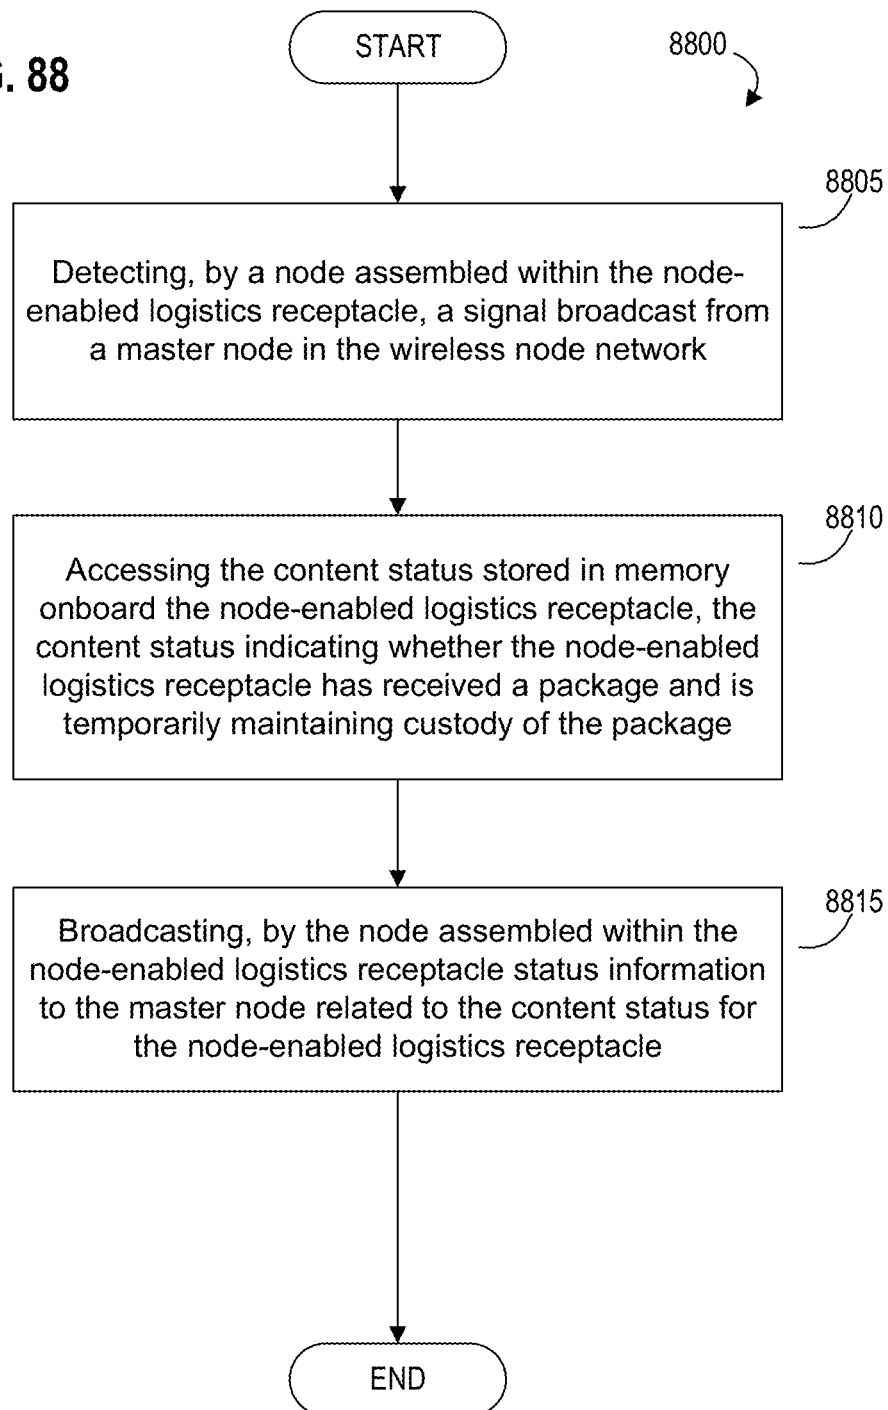 START
8800
. 88
8805
Detecting, by a node assembled within the node-
enabled logistics receptacle, a signal broadcast from
a master node in the wireless node network
8810
Accessing the content status stored in memory
onboard the node-enabled logistics receptacle, the
content status indicating whether the node-enabled
logistics receptacle has received a package and is
temporarily maintaining custody of the package
8815
Broadcasting, by the node assembled within the
node-enabled logistics receptacle status information
to the master node related to the content status for
the node-enabled logistics receptacle
END